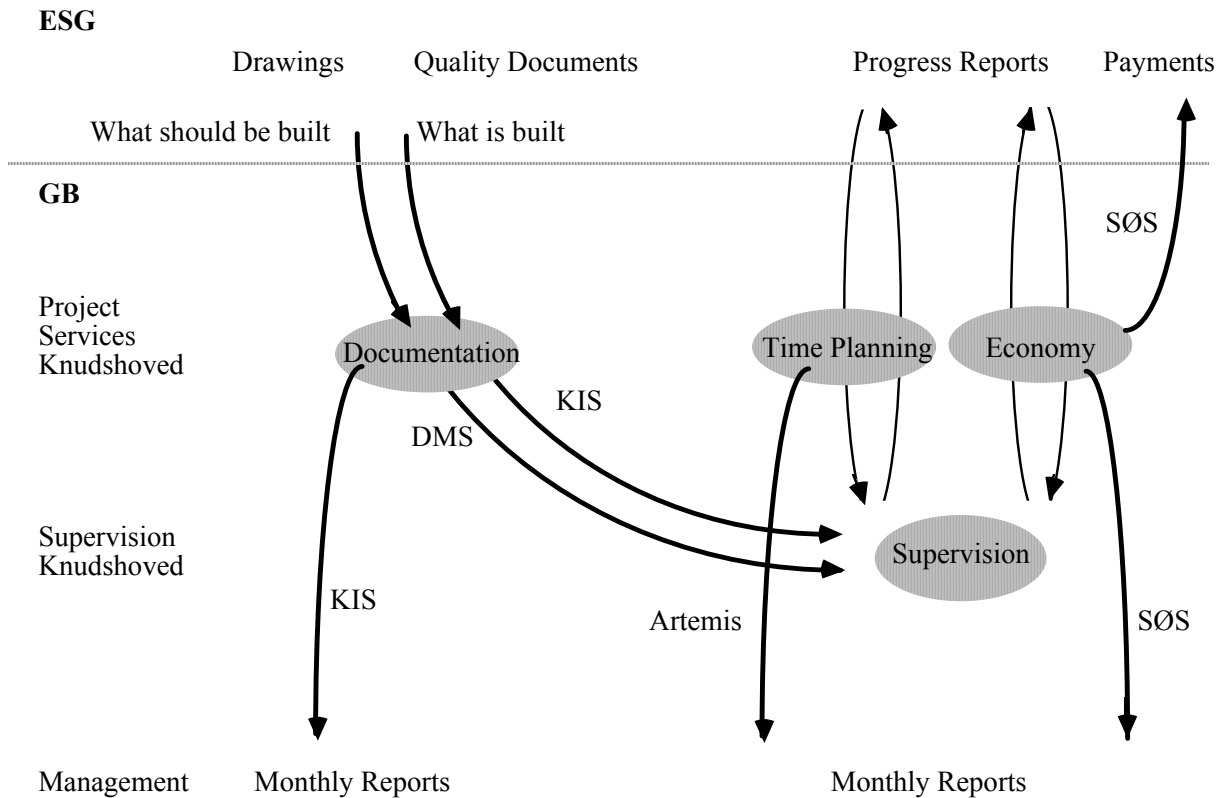 ESG
Drawings
Quality Documents
Progress Reports
Payments
What should be built
What is built
GB
SØS
Project
Services
Knudshoved
Documentation
Time Planning
Economy
KIS
DMS
Supervision
Knudshoved
Supervision
KIS
Artemis
SØS
Management
Monthly Reports
Monthly Reports